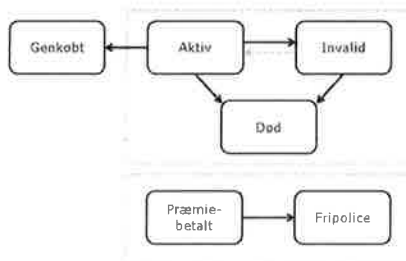 Genkøbt
Aktiv
Invalid
Død
Præmie-
betalt
Fripolice